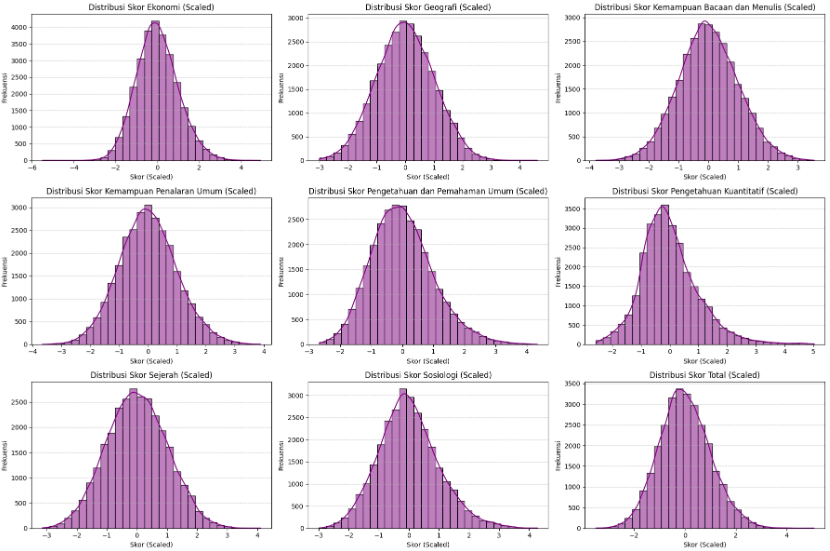 Distribusi Skor Ekonomi (Scaled)
Frekuensi
4000
3500
3000
2500
2000
1500
1000
500
0
−6 −4 −2 0 2 4
Skor (Scaled)
Distribusi Skor Geografi (Scaled)
Frekuensi
3000
2500
2000
1500
1000
500
0
−3 −2 −1 0 1 2 3 4 5
Skor (Scaled)
Distribusi Skor Kemampuan Bacaan dan Menulis (Scaled)
Frekuensi
3000
2500
2000
1500
1000
500
0
−4 −3 −2 −1 0 1 2 3
Skor (Scaled)
Distribusi Skor Kemampuan Penalaran Umum (Scaled)
Frekuensi
3000
2500
2000
1500
1000
500
0
−4 −3 −2 −1 0 1 2 3 4
Skor (Scaled)
Distribusi Skor Pengetahuan dan Pemahaman Umum (Scaled)
Frekuensi
2500
2000
1500
1000
500
0
−3 −2 −1 0 1 2 3 4
Skor (Scaled)
Distribusi Skor Pengetahuan Kuantitatif (Scaled)
Frekuensi
3500
3000
2500
2000
1500
1000
500
0
−3 −2 −1 0 1 2 3 4 5
Skor (Scaled)
Distribusi Skor Sejerah (Scaled)
Frekuensi
2500
2000
1500
1000
500
0
−3 −2 −1 0 1 2 3 4
Skor (Scaled)
Distribusi Skor Sosiologi (Scaled)
Frekuensi
3000
2500
2000
1500
1000
500
0
−3 −2 −1 0 1 2 3 4
Skor (Scaled)
Distribusi Skor Total (Scaled)
Frekuensi
3500
3000
2500
2000
1500
1000
500
0
−2 0 2 4
Skor (Scaled)